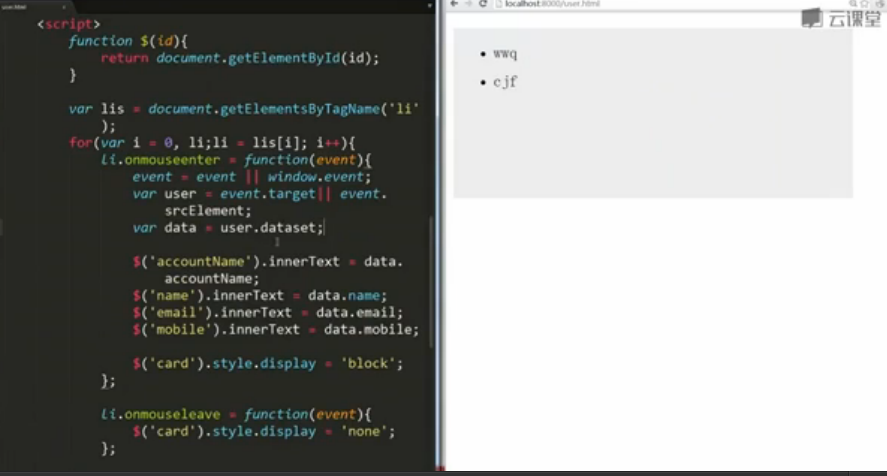 user.html
<script>
function $(id){
return document.getElementById(id);
}
var lis = document.getElementsByTagName('li'
);
for(var i = 0, li;li = lis[i]; i++){
li.onmouseenter = function(event){
event = event || window.event;
var user = event.target|| event.
srcElement;
var data = user.dataset;
$('accountName').innerText = data.
accountName;
$('name').innerText = data.name;
$('email').innerText = data.email;
$('mobile').innerText = data.mobile;
$('card').style.display = 'block';
};
li.onmouseleave = function(event){
$('card').style.display = 'none';
};
localhost:8000/user.html
云课堂
wwq
cjf